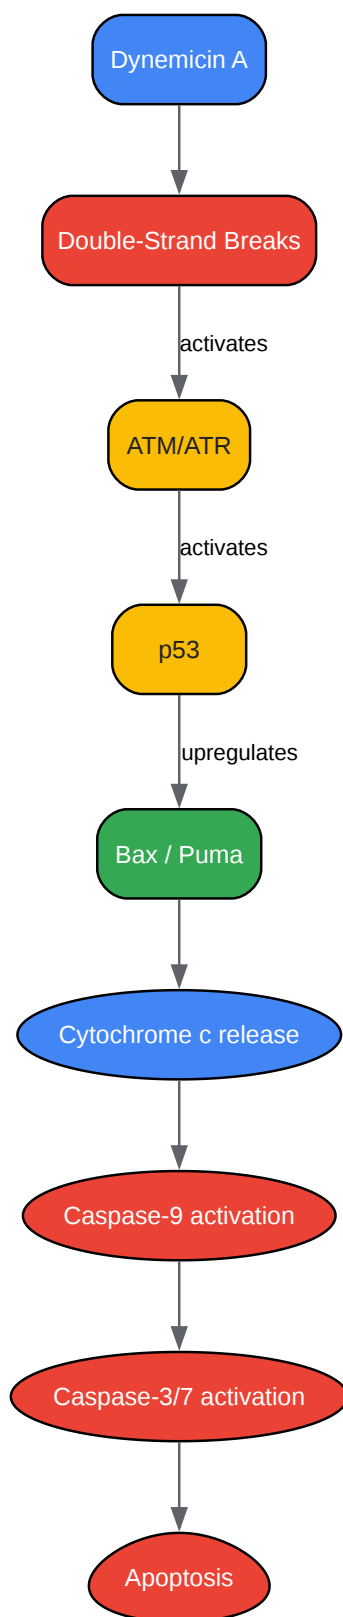 Dynemicin A
Double-Strand Breaks
activates
ATM/ATR
activates
p53
upregulates
Bax / Puma
Cytochrome c release
Caspase-9 activation
Caspase-3/7 activation
Apoptosis